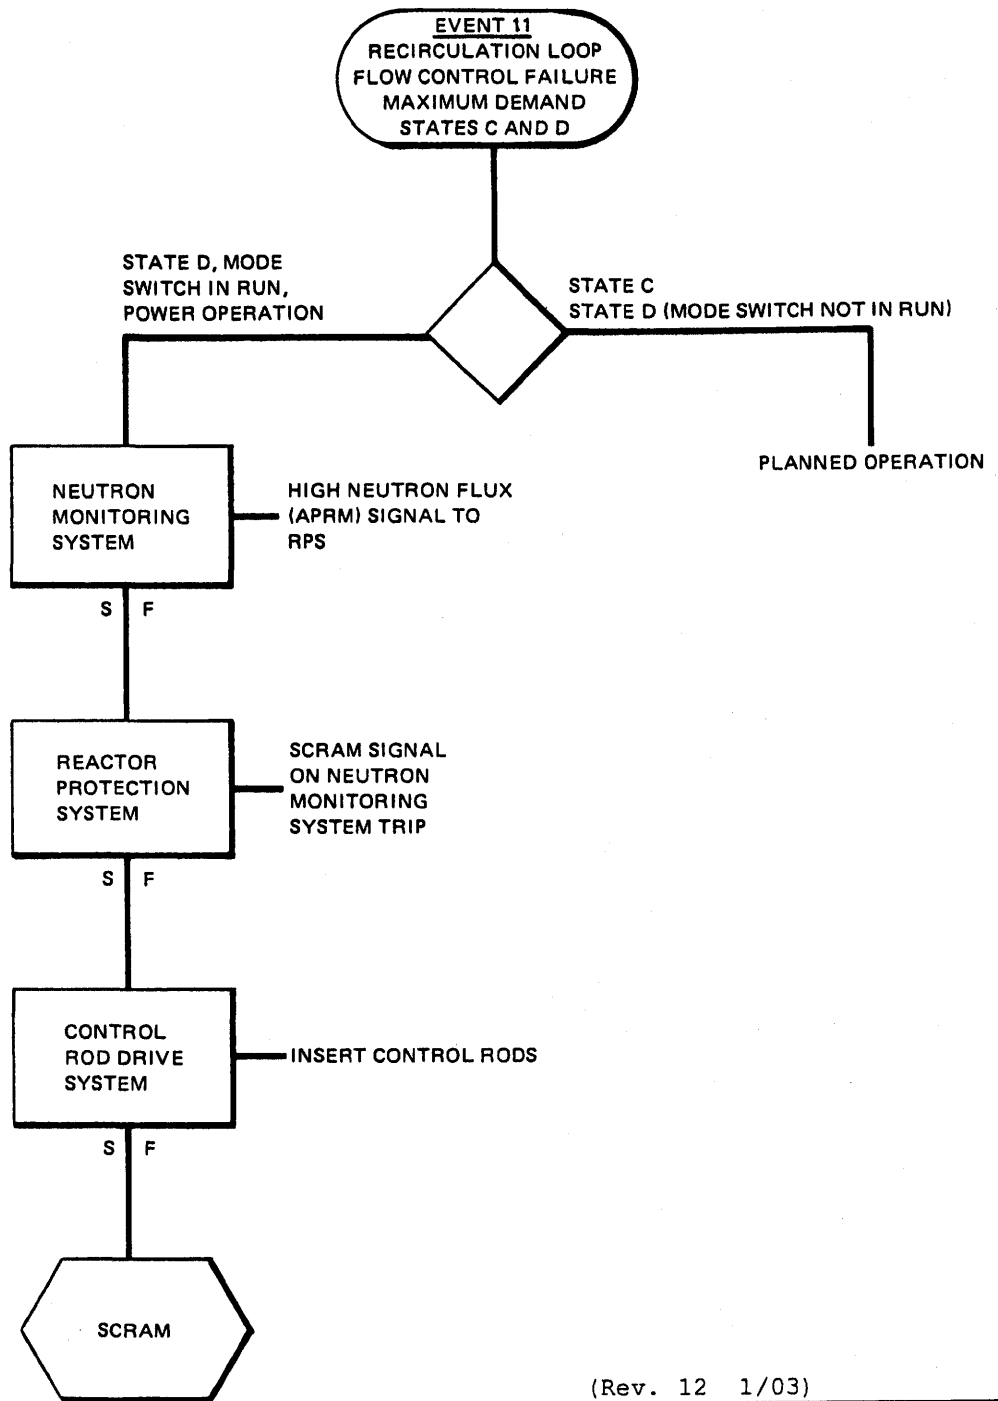 EVENT 11
RECIRCULATION LOOP
FLOW CONTROL FAILURE
MAXIMUM DEMAND
STATES C AND D
STATE D, MODE
SWITCH IN RUN,
POWER OPERATION
STATE C
STATE D (MODE SWITCH NOT IN RUN)
PLANNED OPERATION
NEUTRON
MONITORING
SYSTEM
HIGH NEUTRON FLUX
(APRM) SIGNAL TO
RPS
S F
REACTOR
PROTECTION
SYSTEM
SCRAM SIGNAL
ON NEUTRON
MONITORING
SYSTEM TRIP
S F
CONTROL
ROD DRIVE
SYSTEM
INSERT CONTROL RODS
S F
SCRAM
(Rev. 12 1/03)